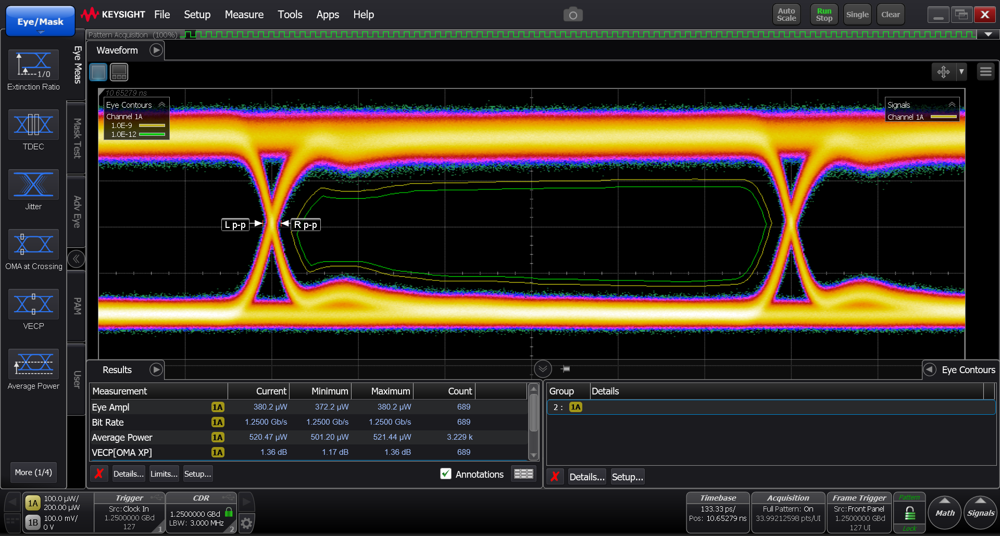 Eye/Mask
KEYSIGHT
File Setup Measure Tools Apps Help
Auto Scale
Run Stop
Single
Clear
X
Pattern Acquisition (100%)
Waveform
Eye Meas
Mask Test
Adv Eye
PAM
User
1/0
Extinction Ratio
TDEC
Jitter
OMA at Crossing
VECP
Average Power
More (1/4)
10.65279 ns
Eye Contours
Channel 1A
1.0E-9
1.0E-12
Signals
Channel 1A
L p-p
R p-p
Results
Measurement Current Minimum Maximum Count
Eye Ampl 1A 380.2 µW 372.2 µW 380.2 µW 689
Bit Rate 1A 1.2500 Gb/s 1.2500 Gb/s 1.2500 Gb/s 689
Average Power 1A 520.47 µW 501.20 µW 521.44 µW 3.229 k
VECP[OMA XP] 1A 1.36 dB 1.17 dB 1.36 dB 689
Details... Limits... Setup...
Annotations
Eye Contours
Group Details
2 : 1A
Details... Setup...
1A 100.0 µW/
200.00 µW
1B 100.0 mV/
0 V
Trigger
Src: Clock In
1.2500000 GBd
127
1
CDR
1.2500000 GBd
LBW: 3.000 MHz
2
Timebase
133.33 ps/
Pos: 10.65279 ns
Acquisition
Full Pattern: On
33.99212598 pts/UI
Frame Trigger
Src: Front Panel
1.2500000 GBd
127 UI
Pattern
Lock
Math
Signals